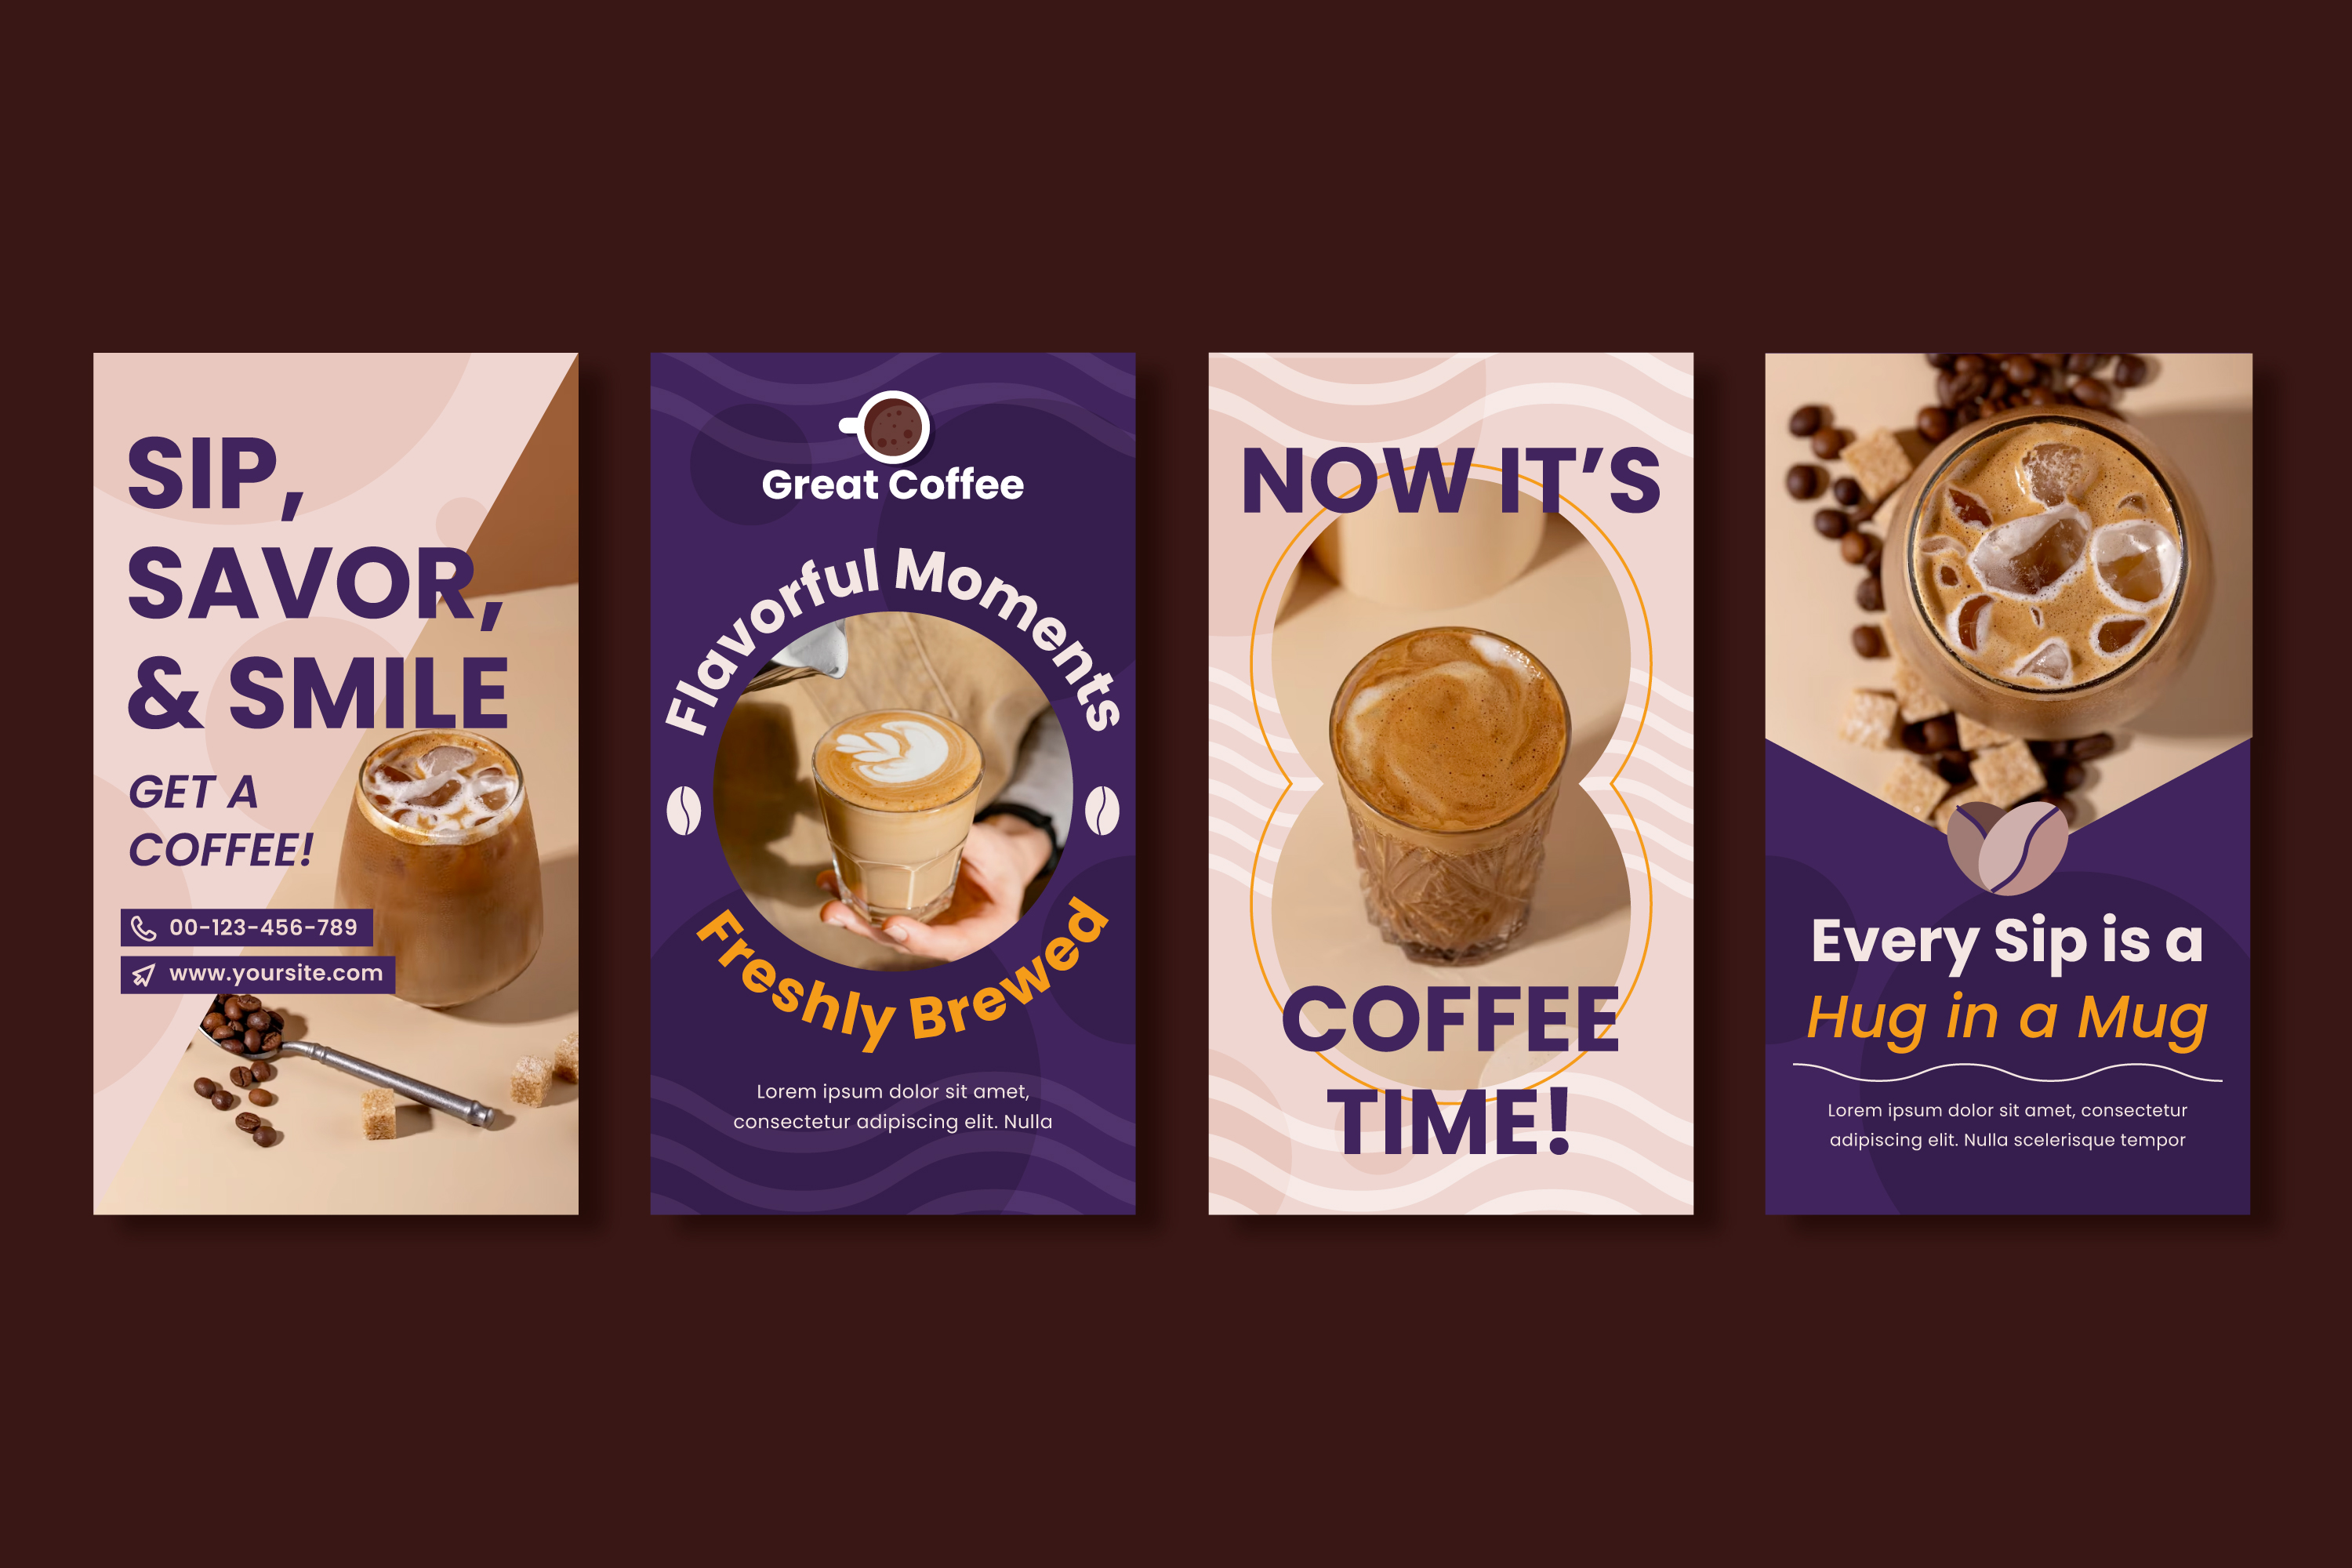 SIP,
SAVOR,
& SMILE
GET A
COFFEE!
00-123-456-789
www.yoursite.com
Great Coffee
Flavorful Moments
Freshly Brewed
Lorem ipsum dolor sit amet,
consectetur adipiscing elit. Nulla
NOW IT’S
COFFEE
TIME!
Every Sip is a
Hug in a Mug
Lorem ipsum dolor sit amet, consectetur
adipiscing elit. Nulla scelerisque tempor